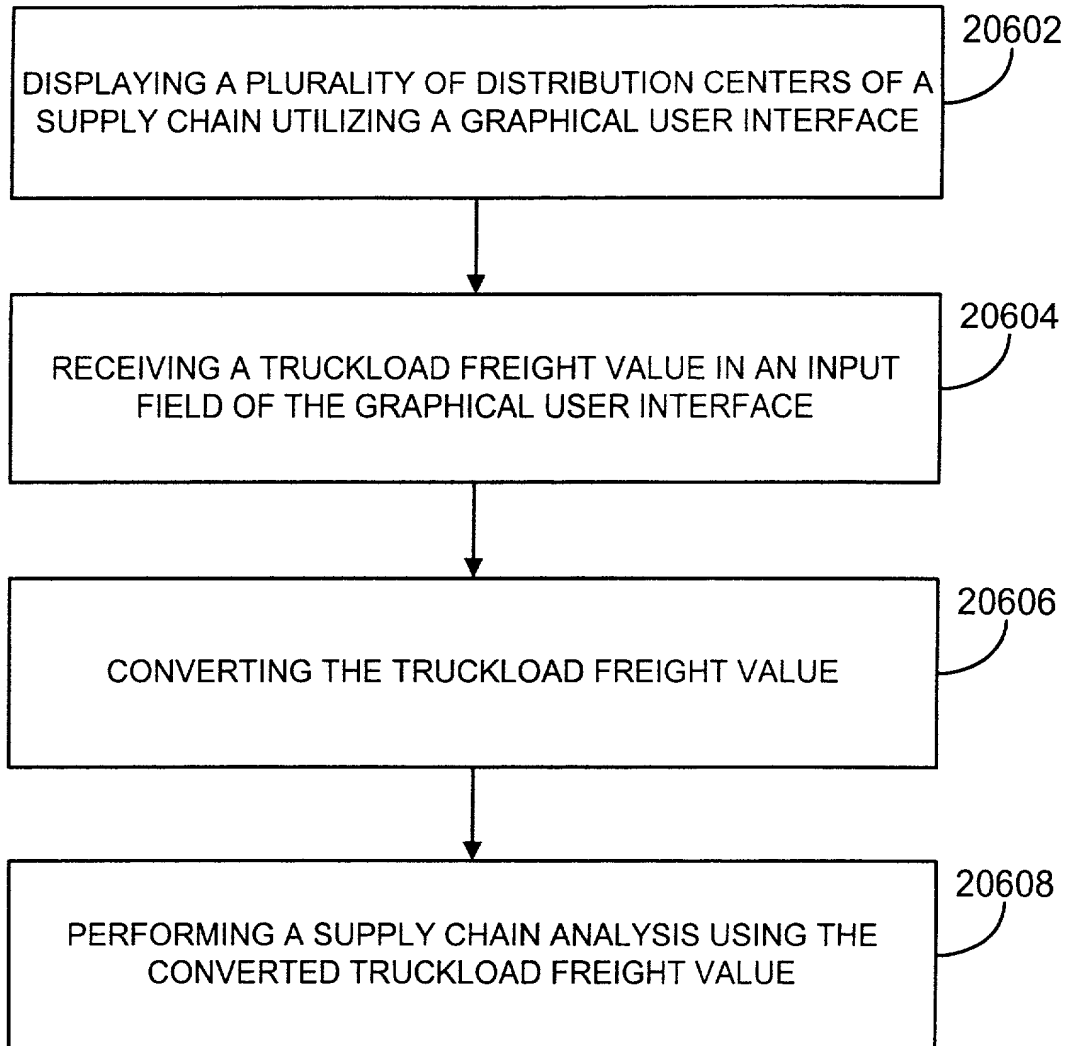 20602
DISPLAYING A PLURALITY OF DISTRIBUTION CENTERS OF A
SUPPLY CHAIN UTILIZING A GRAPHICAL USER INTERFACE
20604
RECEIVING A TRUCKLOAD FREIGHT VALUE IN AN INPUT
FIELD OF THE GRAPHICAL USER INTERFACE
20606
CONVERTING THE TRUCKLOAD FREIGHT VALUE
20608
PERFORMING A SUPPLY CHAIN ANALYSIS USING THE
CONVERTED TRUCKLOAD FREIGHT VALUE